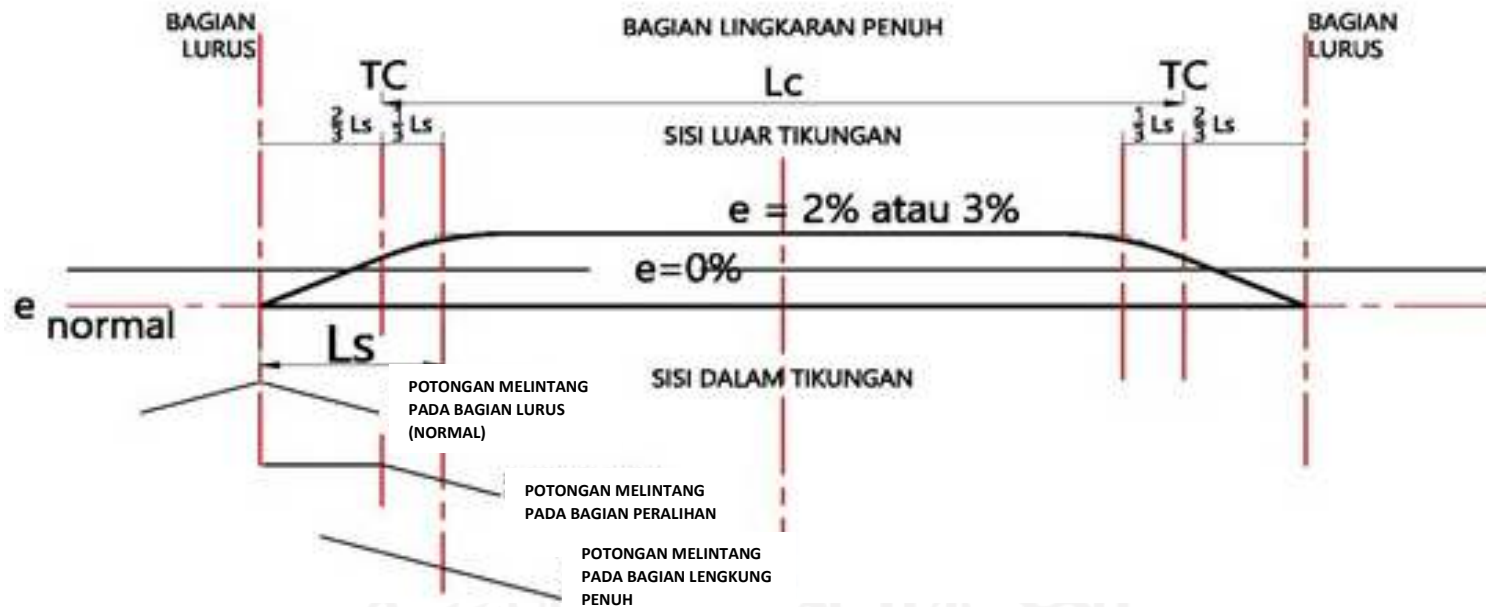 BAGIAN
LURUS
BAGIAN LINGKARAN PENUH
BAGIAN
LURUS
TC
Lc
TC
2/3 Ls
1/3 Ls
SISI LUAR TIKUNGAN
1/3 Ls
2/3 Ls
e = 2% atau 3%
e=0%
e normal
Ls
SISI DALAM TIKUNGAN
POTONGAN MELINTANG
PADA BAGIAN LURUS
(NORMAL)
POTONGAN MELINTANG
PADA BAGIAN PERALIHAN
POTONGAN MELINTANG
PADA BAGIAN LENGKUNG
PENUH